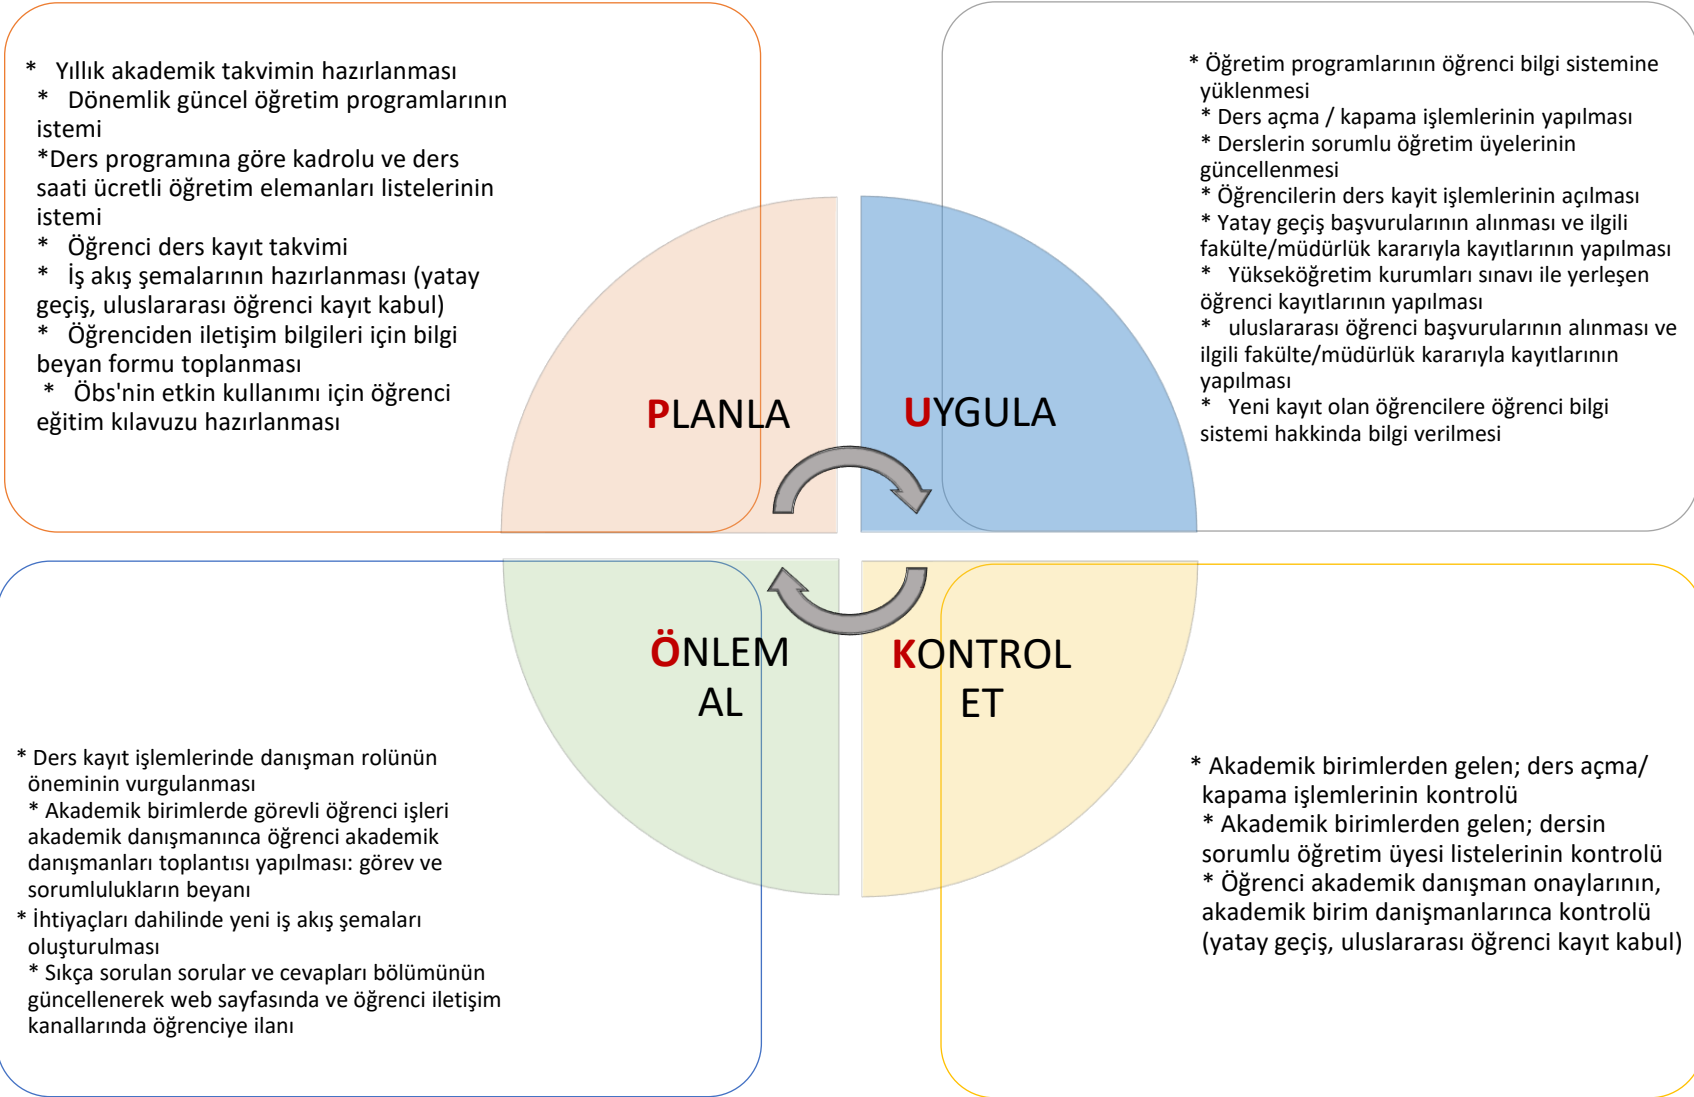 * Yıllık akademik takvimin hazırlanması
* Dönemlik güncel öğretim programlarının
istemi
*Ders programına göre kadrolu ve ders
saati ücretli öğretim elemanları listelerinin
istemi
* Öğrenci ders kayıt takvimi
* İş akış şemalarının hazırlanması (yatay
geçiş, uluslararası öğrenci kayıt kabul)
* Öğrenciden iletişim bilgileri için bilgi
beyan formu toplanması
* Öbs'nin etkin kullanımı için öğrenci
eğitim kılavuzu hazırlanması
* Öğretim programlarının öğrenci bilgi sistemine
yüklenmesi
* Ders açma / kapama işlemlerinin yapılması
* Derslerin sorumlu öğretim üyelerinin
güncellenmesi
* Öğrencilerin ders kayit işlemlerinin açılması
* Yatay geçiş başvurularının alınması ve ilgili
fakülte/müdürlük kararıyla kayıtlarının yapılması
* Yükseköğretim kurumları sınavı ile yerleşen
öğrenci kayıtlarının yapılması
* uluslararası öğrenci başvurularının alınması ve
ilgili fakülte/müdürlük kararıyla kayıtlarının
yapılması
* Yeni kayıt olan öğrencilere öğrenci bilgi
sistemi hakkinda bilgi verilmesi
PLANLA
UYGULA
ÖNLEM
AL
KONTROL
ET
* Ders kayıt işlemlerinde danışman rolünün
öneminin vurgulanması
* Akademik birimlerde görevli öğrenci işleri
akademik danışmanınca öğrenci akademik
danışmanları toplantısı yapılması: görev ve
sorumlulukların beyanı
* İhtiyaçları dahilinde yeni iş akış şemaları
oluşturulması
* Sıkça sorulan sorular ve cevapları bölümünün
güncellenerek web sayfasında ve öğrenci iletişim
kanallarında öğrenciye ilanı
* Akademik birimlerden gelen; ders açma/
kapama işlemlerinin kontrolü
* Akademik birimlerden gelen; dersin
sorumlu öğretim üyesi listelerinin kontrolü
* Öğrenci akademik danışman onaylarının,
akademik birim danişmanlarınca kontrolü
(yatay geçiş, uluslararası öğrenci kayıt kabul)